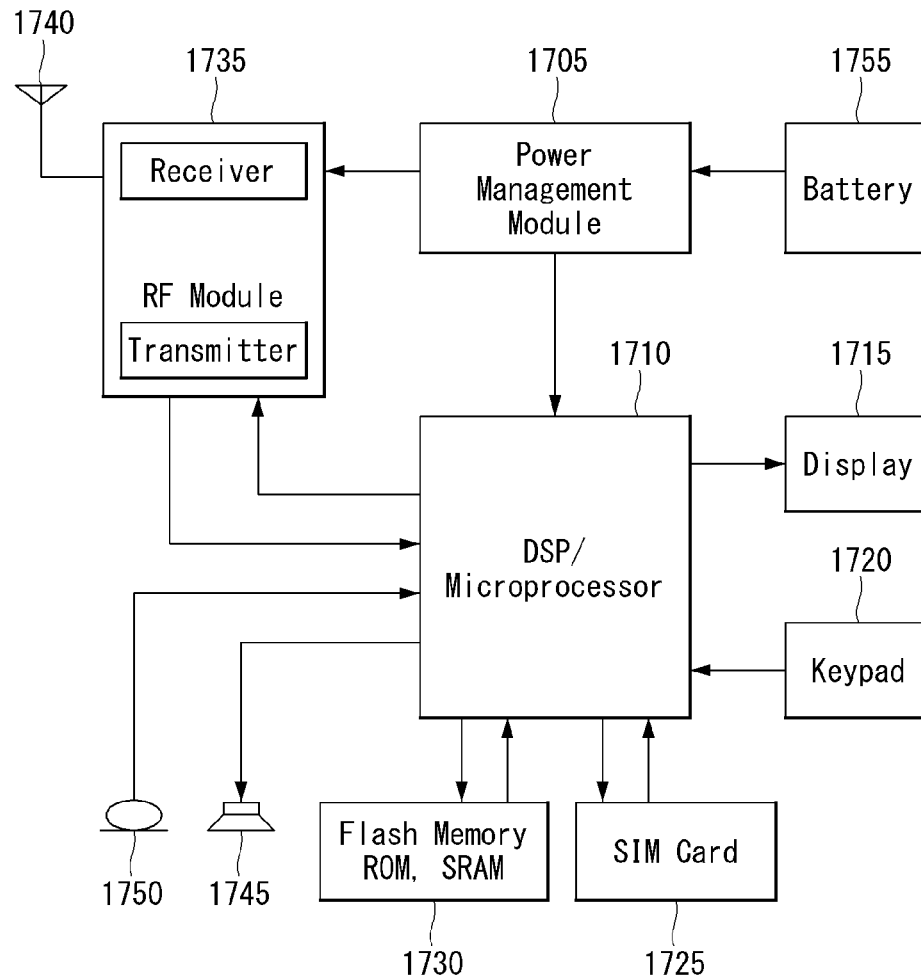 1740
1735
1705
1755
Receiver
RF Module
Transmitter
Power
Management
Module
Battery
1710
1715
DSP/
Microprocessor
Display
1720
Keypad
1750
1745
Flash Memory
ROM, SRAM
SIM Card
1730
1725